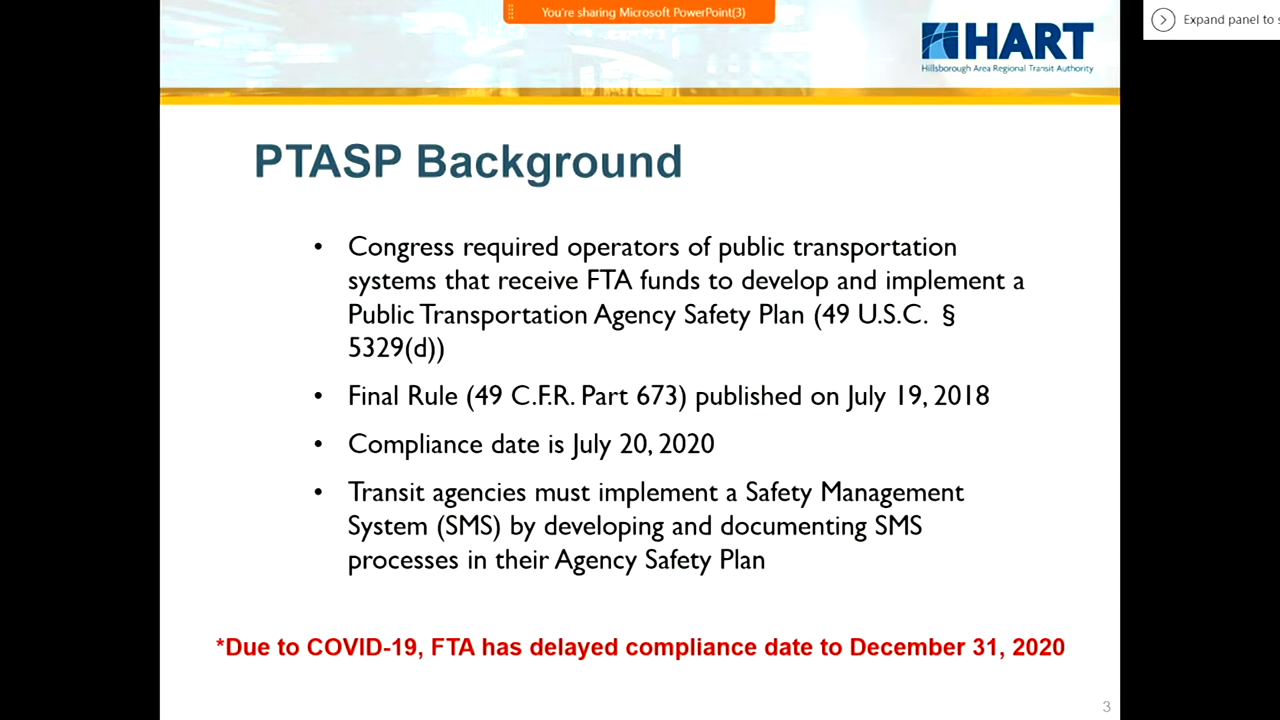 You're sharing Microsoft PowerPoint(3)
Expand panel to
HART
Hillsborough Area Regional Transit Authority
PTASP Background
• Congress required operators of public transportation
systems that receive FTA funds to develop and implement a
Public Transportation Agency Safety Plan (49 U.S.C. §
5329(d))
• Final Rule (49 C.F.R. Part 673) published on July 19, 2018
• Compliance date is July 20, 2020
• Transit agencies must implement a Safety Management
System (SMS) by developing and documenting SMS
processes in their Agency Safety Plan
*Due to COVID-19, FTA has delayed compliance date to December 31, 2020
3